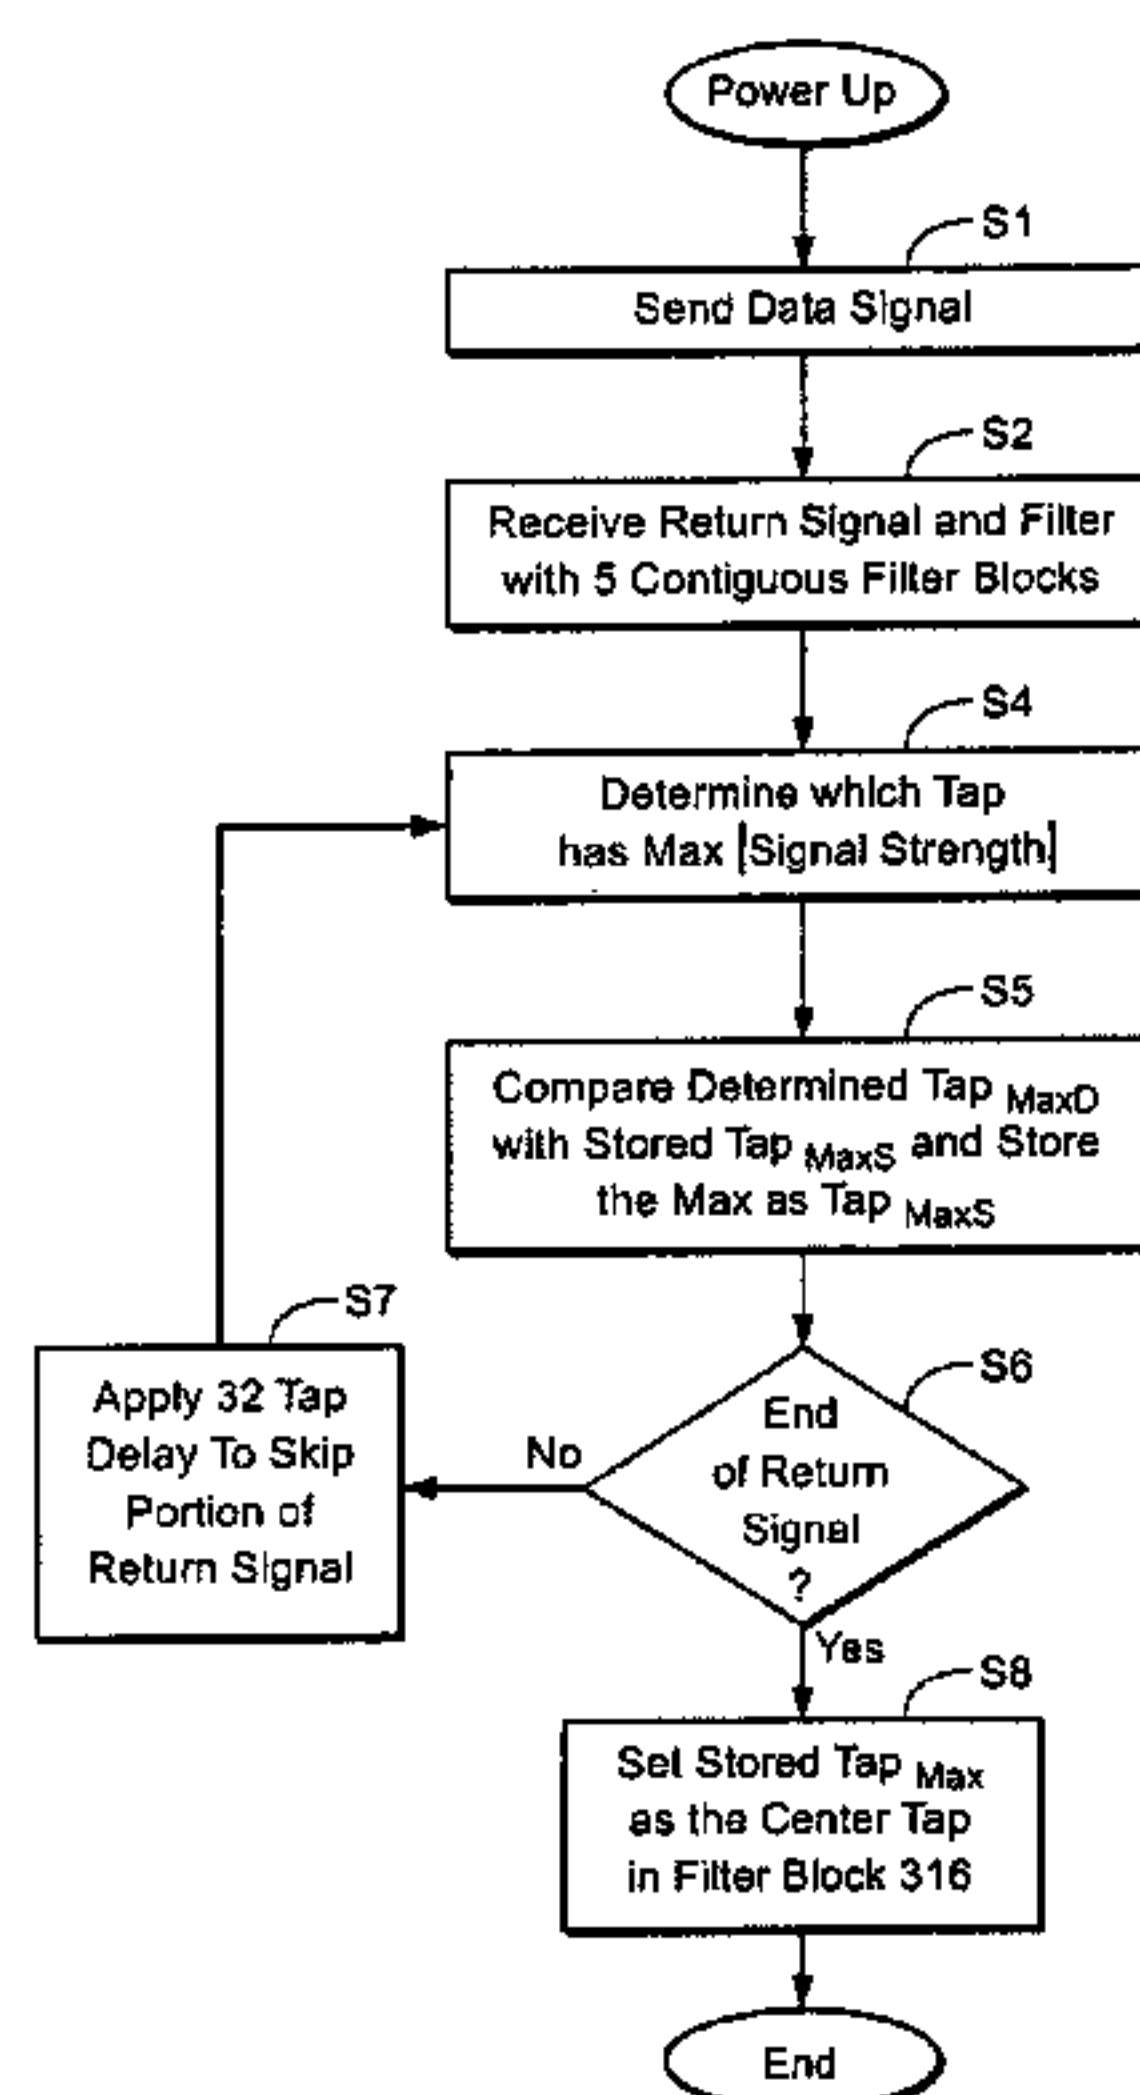 Power Up
S1
Send Data Signal
S2
Receive Return Signal and Filter
with 5 Contiguous Filter Blocks
S4
Determine which Tap
has Max |Signal Strength|
S5
Compare Determined Tap MaxD
with Stored Tap MaxS and Store
the Max as Tap MaxS
S7
Apply 32 Tap
Delay To Skip
Portion of
Return Signal
S6
End
of Return
Signal
?
No
Yes
S8
Set Stored Tap Max
as the Center Tap
in Filter Block 316
End